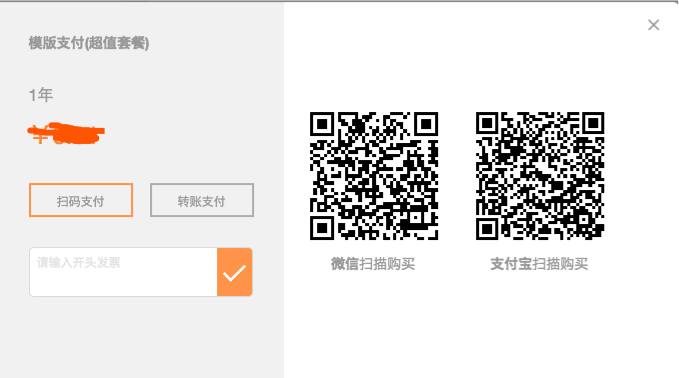 模版支付(超值套餐)
1年
¥
扫码支付
转账支付
请输入开头发票
微信扫描购买
支付宝扫描购买